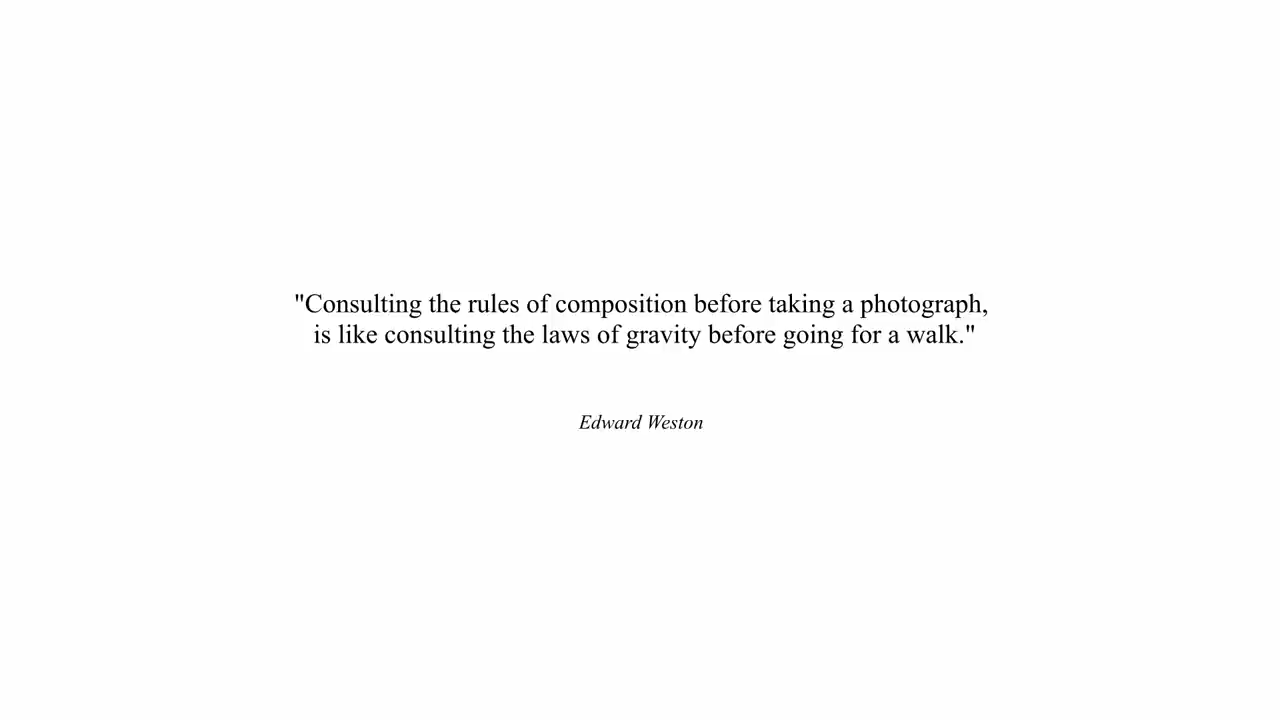 "Consulting the rules of composition before taking a photograph,
is like consulting the laws of gravity before going for a walk."
Edward Weston